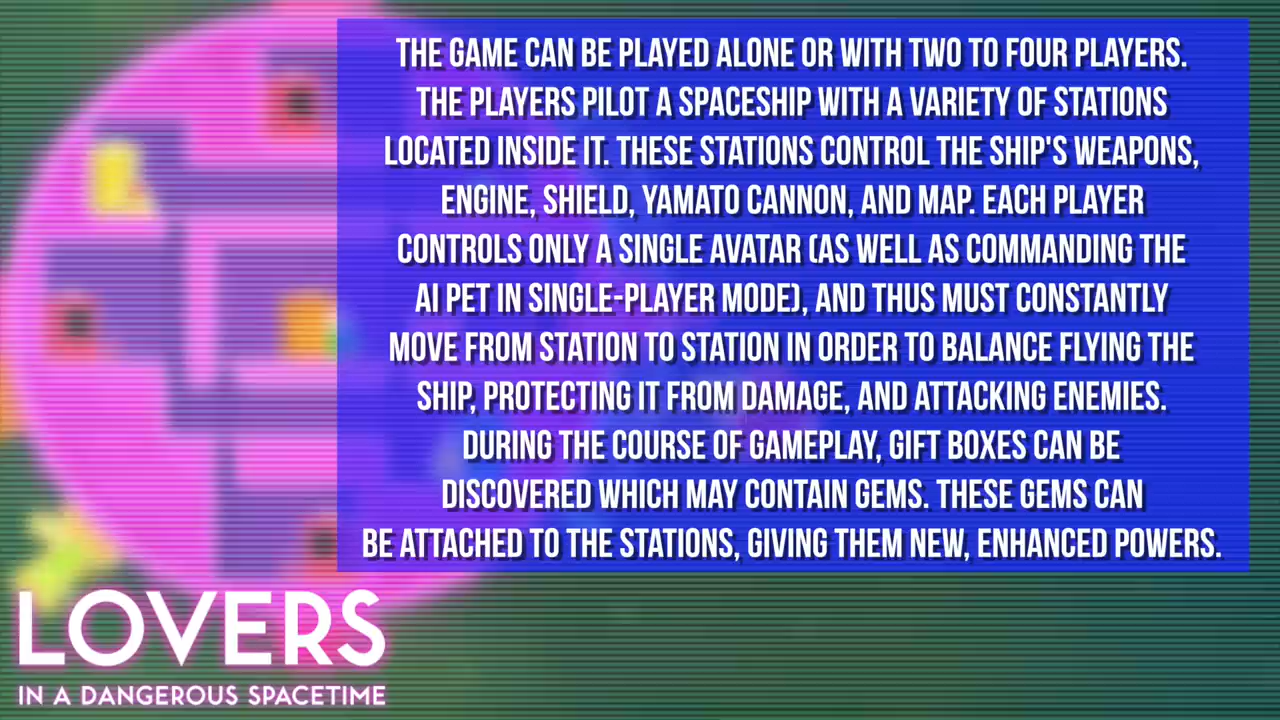 THE GAME CAN BE PLAYED ALONE OR WITH TWO TO FOUR PLAYERS.
THE PLAYERS PILOT A SPACESHIP WITH A VARIETY OF STATIONS
LOCATED INSIDE IT. THESE STATIONS CONTROL THE SHIP'S WEAPONS,
ENGINE, SHIELD, YAMATO CANNON, AND MAP. EACH PLAYER
CONTROLS ONLY A SINGLE AVATAR (AS WELL AS COMMANDING THE
AI PET IN SINGLE-PLAYER MODE), AND THUS MUST CONSTANTLY
MOVE FROM STATION TO STATION IN ORDER TO BALANCE FLYING THE
SHIP, PROTECTING IT FROM DAMAGE, AND ATTACKING ENEMIES.
DURING THE COURSE OF GAMEPLAY, GIFT BOXES CAN BE
DISCOVERED WHICH MAY CONTAIN GEMS. THESE GEMS CAN
BE ATTACHED TO THE STATIONS, GIVING THEM NEW, ENHANCED POWERS.
LOVERS
IN A DANGEROUS SPACETIME